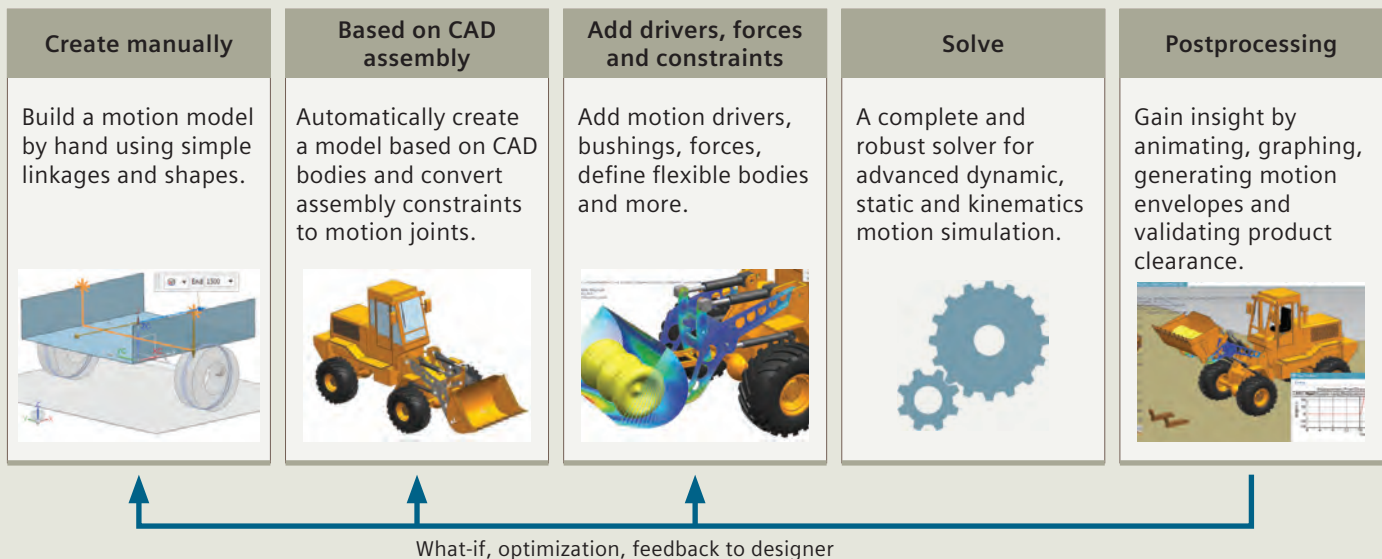 Create manually
Build a motion model
by hand using simple
linkages and shapes.
End 1500
Based on CAD
assembly
Automatically create
a model based on CAD
bodies and convert
assembly constraints
to motion joints.
Add drivers, forces
and constraints
Add motion drivers,
bushings, forces,
define flexible bodies
and more.
Solve
A complete and
robust solver for
advanced dynamic,
static and kinematics
motion simulation.
Postprocessing
Gain insight by
animating, graphing,
generating motion
envelopes and
validating product
clearance.
What-if, optimization, feedback to designer